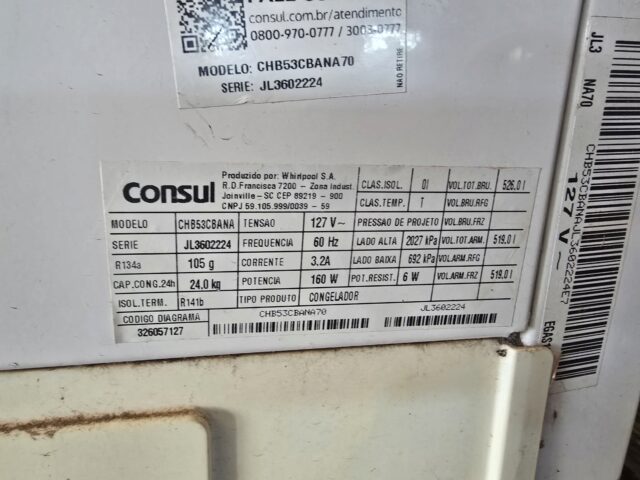 consul.com.br/atendimento
0800-970-0777 / 3003-0777
MODELO: CHB53CBANA70
SERIE: JL3602224
NÃO RETIRE
Consul
Produzido por: Whirlpool S.A.
R.D.Francisca 7200 - Zona Indust.
Joinville - SC CEP 89219 - 900
CNPJ 59.105.999/0039 - 59
CLAS.ISOL. 01 VOL.TOT.BRU. 526.0 l
CLAS.TEMP. T VOL.BRU.RFG
MODELO CHB53CBANA TENSAO 127 V~ PRESSAO DE PROJETO VOL.BRU.FRZ
SERIE JL3602224 FREQUENCIA 60 Hz LADO ALTA 2027 kPa VOL.TOT.ARM. 519.0 l
R134a 105 g CORRENTE 3.2A LADO BAIXA 692 kPa VOL.ARM.RFG
CAP.CONG.24h 24.0kg POTENCIA 160 W POT.RESIST. 6 W VOL.ARM.FRZ 519.0 l
ISOL.TERM. R141b TIPO PRODUTO CONGELADOR
CODIGO DIAGRAMA
326057127
CHB53CBANA70 JL3602224
JL3 NA70
CHB53CBANAJL3602224E7
127 V~